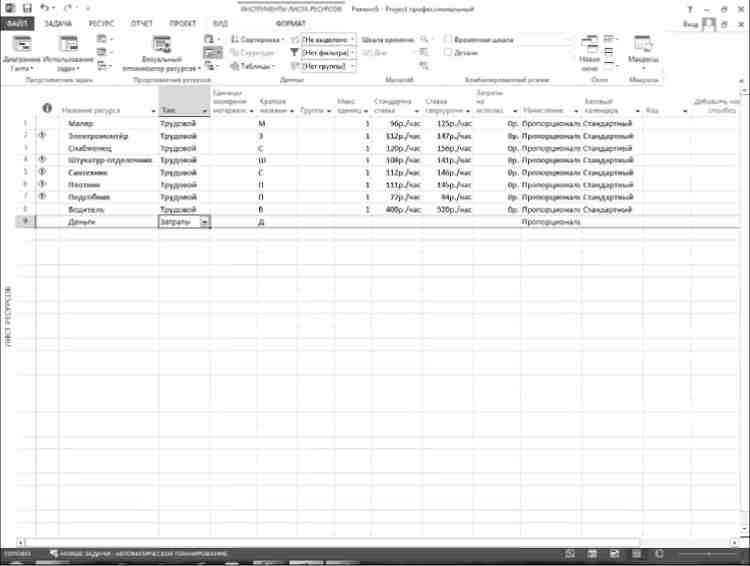 ИНСТРУМЕНТЫ ЛИСТА РЕСУРСОВ Ремонт5 - Project профессиональный
ФАЙЛ ЗАДАЧА РЕСУРС ОТЧЕТ ПРОЕКТ ВИД ФОРМАТ Вход
Диаграмма Ганта Использование задач Визуальный оптимизатор ресурсов Сортировка [Не выделено Шкала времени: Временная шкала Новое окно Макросы
Структура [Нет фильтра] Дни Детали
Таблицы [Нет группы]
Представления задач Представления ресурсов Данные Масштаб Комбинированный режим Окно Макросы
Название ресурса Тип Единицы измерения материало Краткое названи Группа Макс. единиц Стандартна ставка Ставка сверхурочн Затраты на использ. Начисление Базовый календарь Код Добавить но столбец
1 Маляр Трудовой М 1 96р./час 125р./час 0р. Пропорциональ Стандартный
2 Электромонтёр Трудовой Э 1 112р./час 147р./час 0р. Пропорциональ Стандартный
3 Снабженец Трудовой С 1 120р./час 156р./час 0р. Пропорциональ Стандартный
4 Штукатур-отделочник Трудовой Ш 1 108р./час 141р./час 0р. Пропорциональ Стандартный
5 Сантехник Трудовой С 1 112р./час 146р./час 0р. Пропорциональ Стандартный
6 Плотник Трудовой П 1 111р./час 145р./час 0р. Пропорциональ Стандартный
7 Подсобник Трудовой П 1 72р./час 94р./час 0р. Пропорциональ Стандартный
8 Водитель Трудовой В 1 400р./час 520р./час 0р. Пропорциональ Стандартный
9 Деньги Затраты Д Пропорциональ
ЛИСТ РЕСУРСОВ
ГОТОВО НОВЫЕ ЗАДАЧИ : АВТОМАТИЧЕСКОЕ ПЛАНИРОВАНИЕ